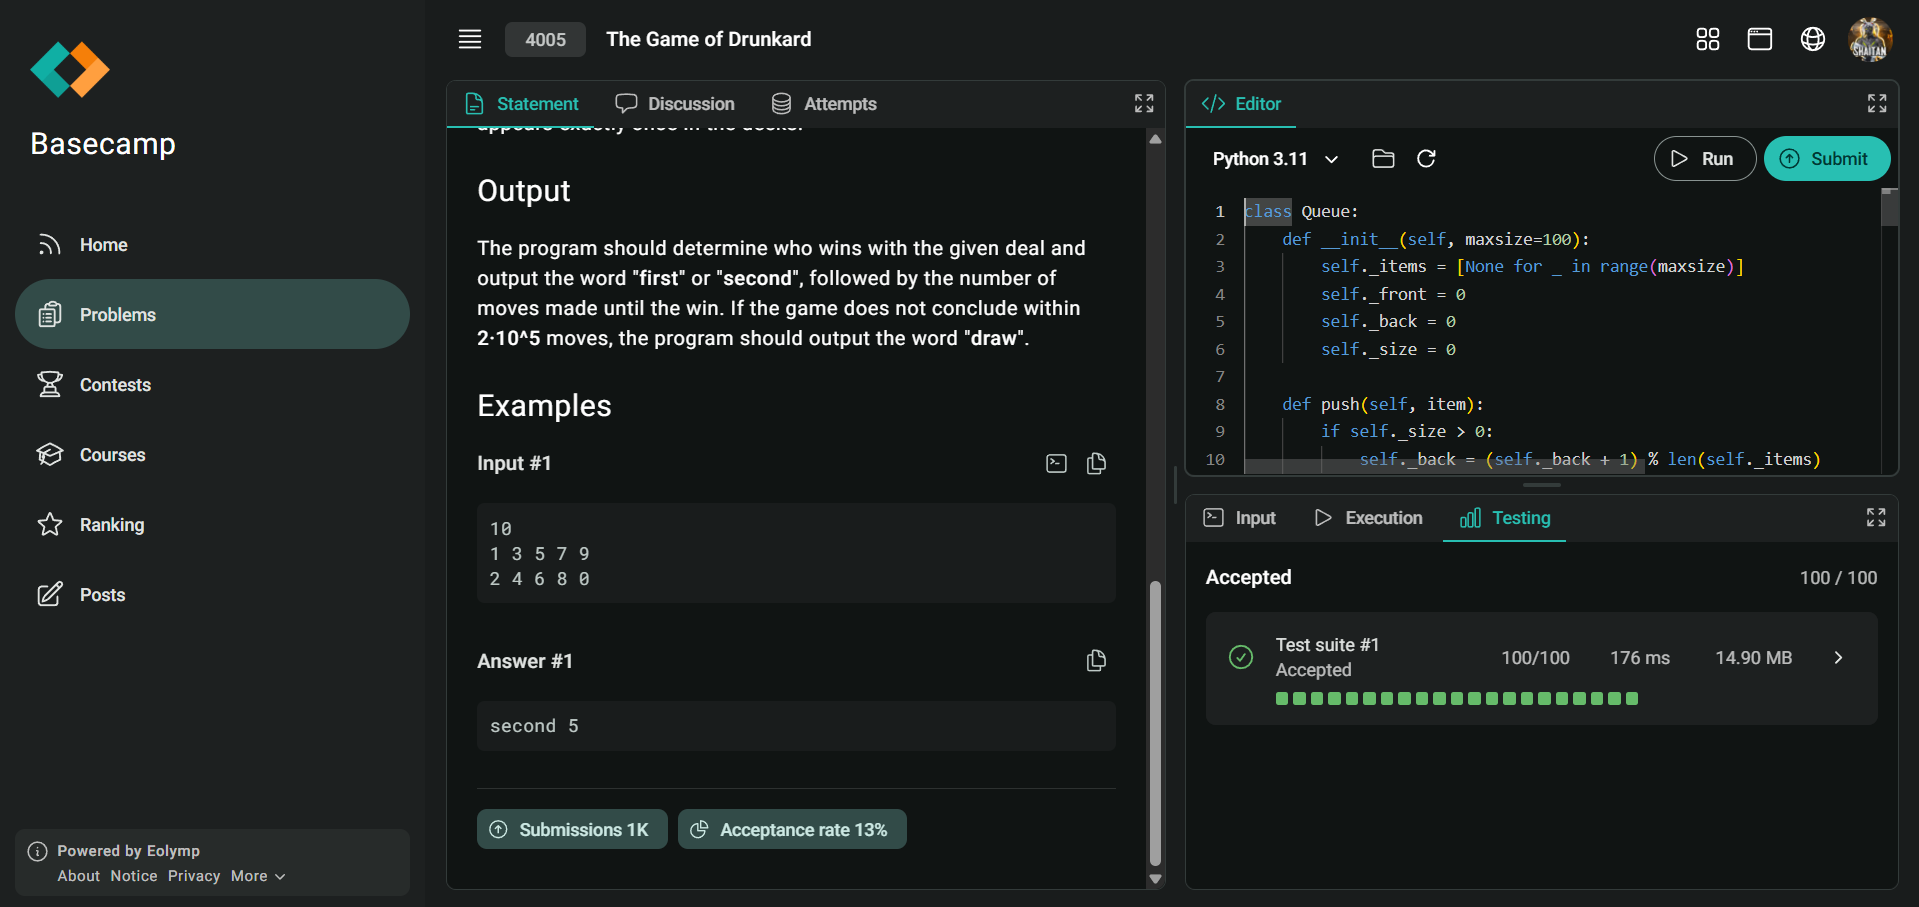 Basecamp
Home
Problems
Contests
Courses
Ranking
Posts
Powered by Eolymp
About Notice Privacy More
4005 The Game of Drunkard
SHAITAN
Statement Discussion Attempts
appears exactly once in the decks.
Output
The program should determine who wins with the given deal and
output the word "first" or "second", followed by the number of
moves made until the win. If the game does not conclude within
2·10^5 moves, the program should output the word "draw".
Examples
Input #1
10
1 3 5 7 9
2 4 6 8 0
Answer #1
second 5
Submissions 1K Acceptance rate 13%
Editor
Python 3.11 Run Submit
1 class Queue:
2 def __init__(self, maxsize=100):
3 self._items = [None for _ in range(maxsize)]
4 self._front = 0
5 self._back = 0
6 self._size = 0
7
8 def push(self, item):
9 if self._size > 0:
10 self._back = (self._back + 1) % len(self._items)
Input Execution Testing
Accepted 100 / 100
Test suite #1
Accepted
100/100 176 ms 14.90 MB